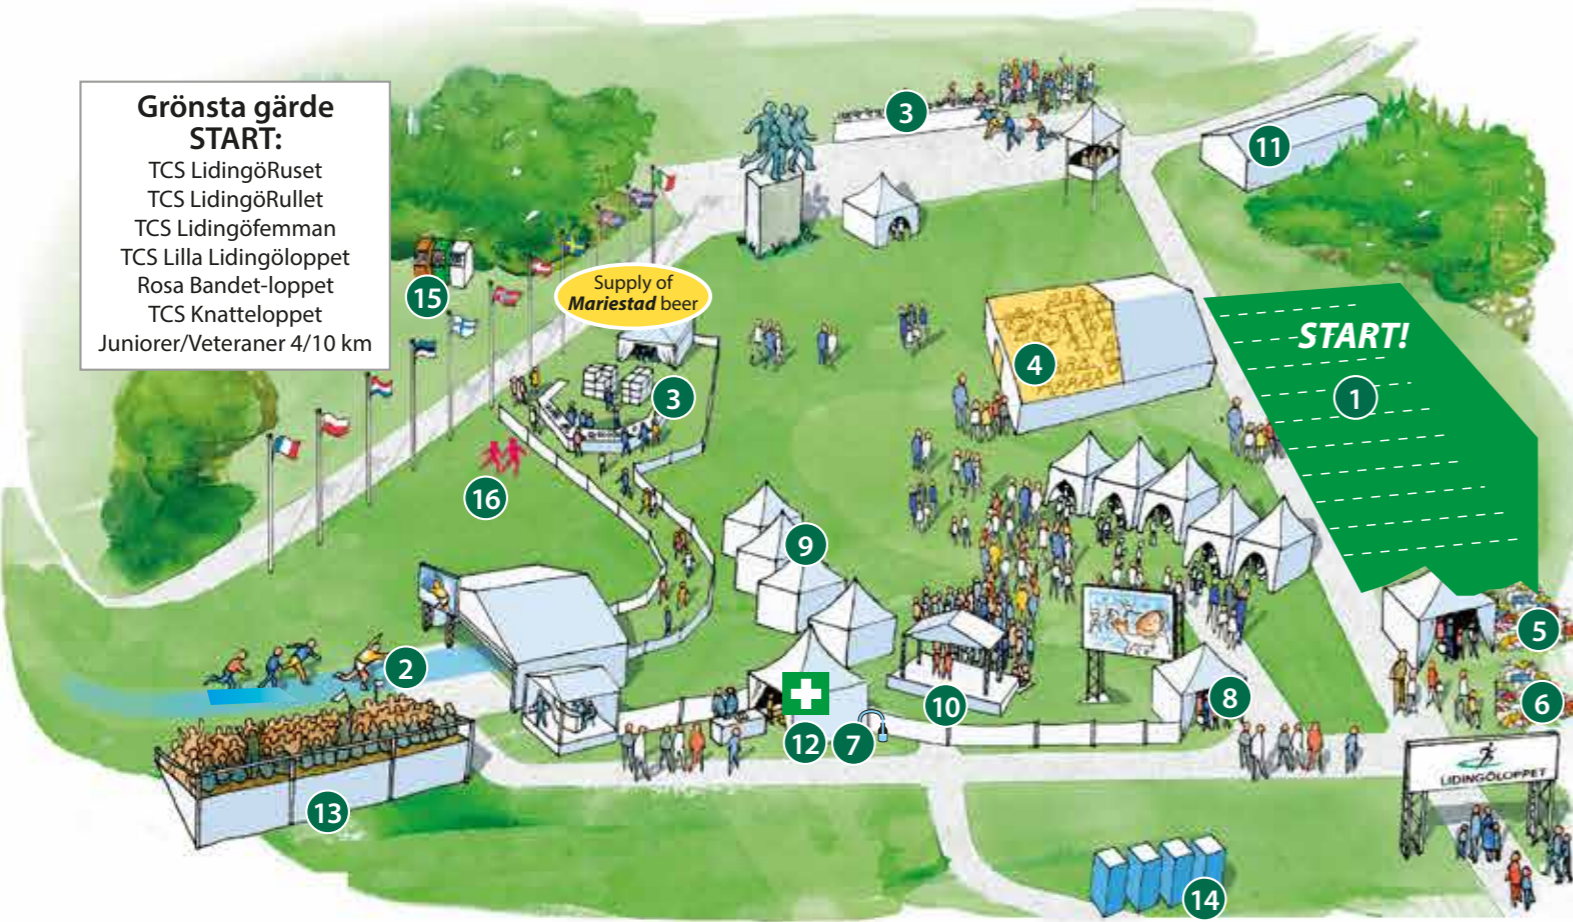 Grönsta gärde
START:
TCS LidingöRuset
TCS LidingöRullet
TCS Lidingöfemman
TCS Lilla Lidingöloppet
Rosa Bandet-loppet
TCS Knatteloppet
Juniorer/Veteraner 4/10 km
3
11
15
Supply of
Mariestad beer
START!
4
1
3
16
9
5
2
8
6
10
12
7
LIDINGÖLOPPET
13
14